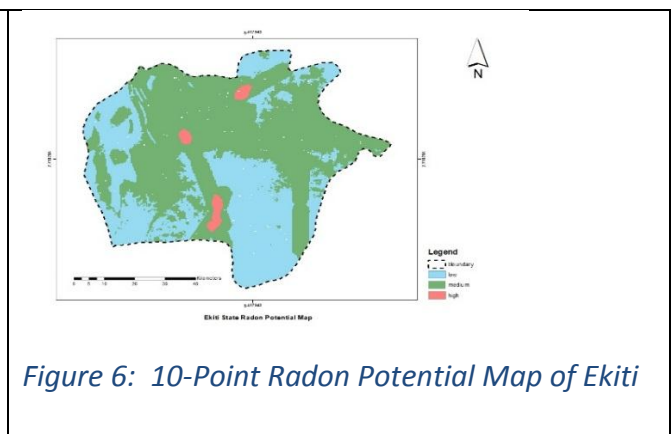 N
Legend
Boundary
low
medium
high
Kilometers
Ekiti State Radon Potential Map
Figure 6: 10-Point Radon Potential Map of Ekiti